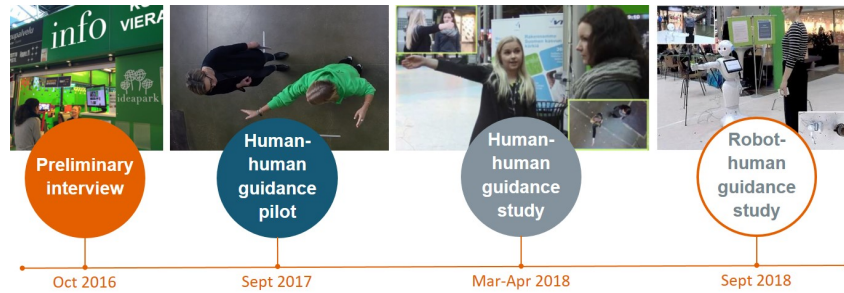 info
VIERA
ideapark
Preliminary
interview
Human-
human
guidance
pilot
Human-
human
guidance
study
Robot-
human
guidance
study
Oct 2016
Sept 2017
Mar-Apr 2018
Sept 2018